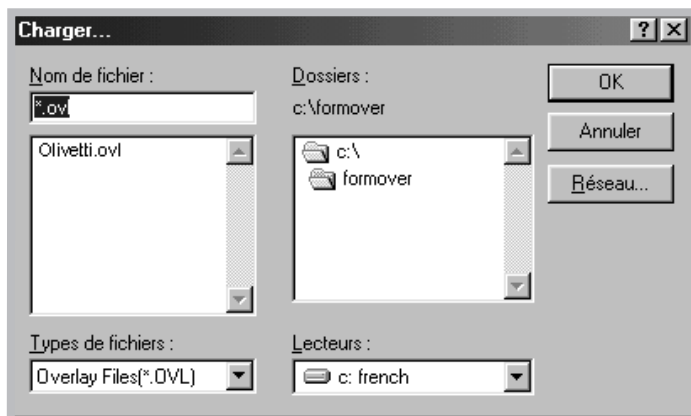 Charger...
Nom de fichier :
*.ovl
Olivetti.ovl
Types de fichiers :
Overlay Files(*.OVL)
Dossiers :
c:\formover
c:\
formover
Lecteurs :
c: french
OK
Annuler
Réseau...